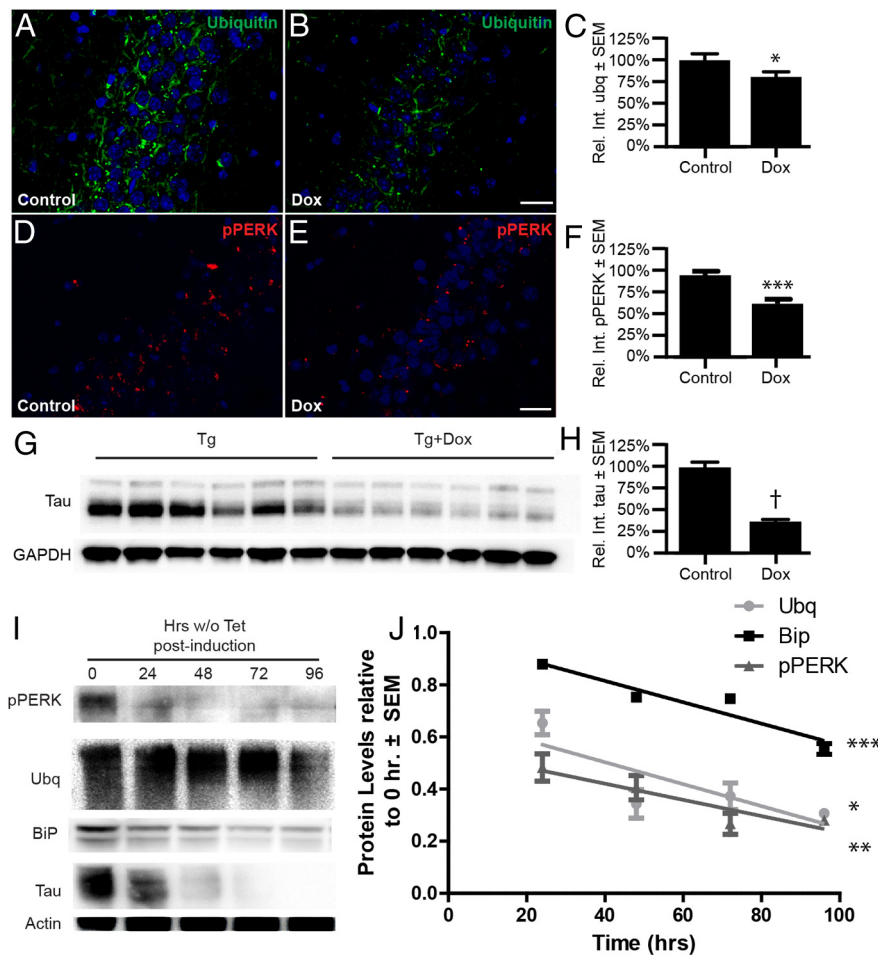 A
Ubiquitin
Control
B
Ubiquitin
Dox
C
Rel. Int. ubq ± SEM
125%
100%
75%
50%
25%
0%
Control Dox
*
D
pPERK
Control
E
pPERK
Dox
F
Rel. Int. pPERK ± SEM
125%
100%
75%
50%
25%
0%
Control Dox
***
G
Tg Tg+Dox
Tau
GAPDH
H
Rel. Int. tau ± SEM
125%
100%
75%
50%
25%
0%
Control Dox
†
I
Hrs w/o Tet
post-induction
0 24 48 72 96
pPERK
Ubq
BiP
Tau
Actin
J
Ubq
Bip
pPERK
Protein Levels relative
to 0 hr. ± SEM
1.0
0.8
0.6
0.4
0.2
0.0
0 20 40 60 80 100
Time (hrs)
***
*
**